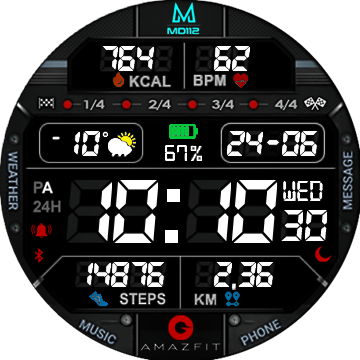 MD112
764 62
KCAL BPM
1/4 2/4 3/4 4/4
-10° 67% 24-06
WEATHER
MESSAGE
PA
24H
10:10
WED
30
14876 2,36
STEPS KM
MUSIC
PHONE
AMAZFIT